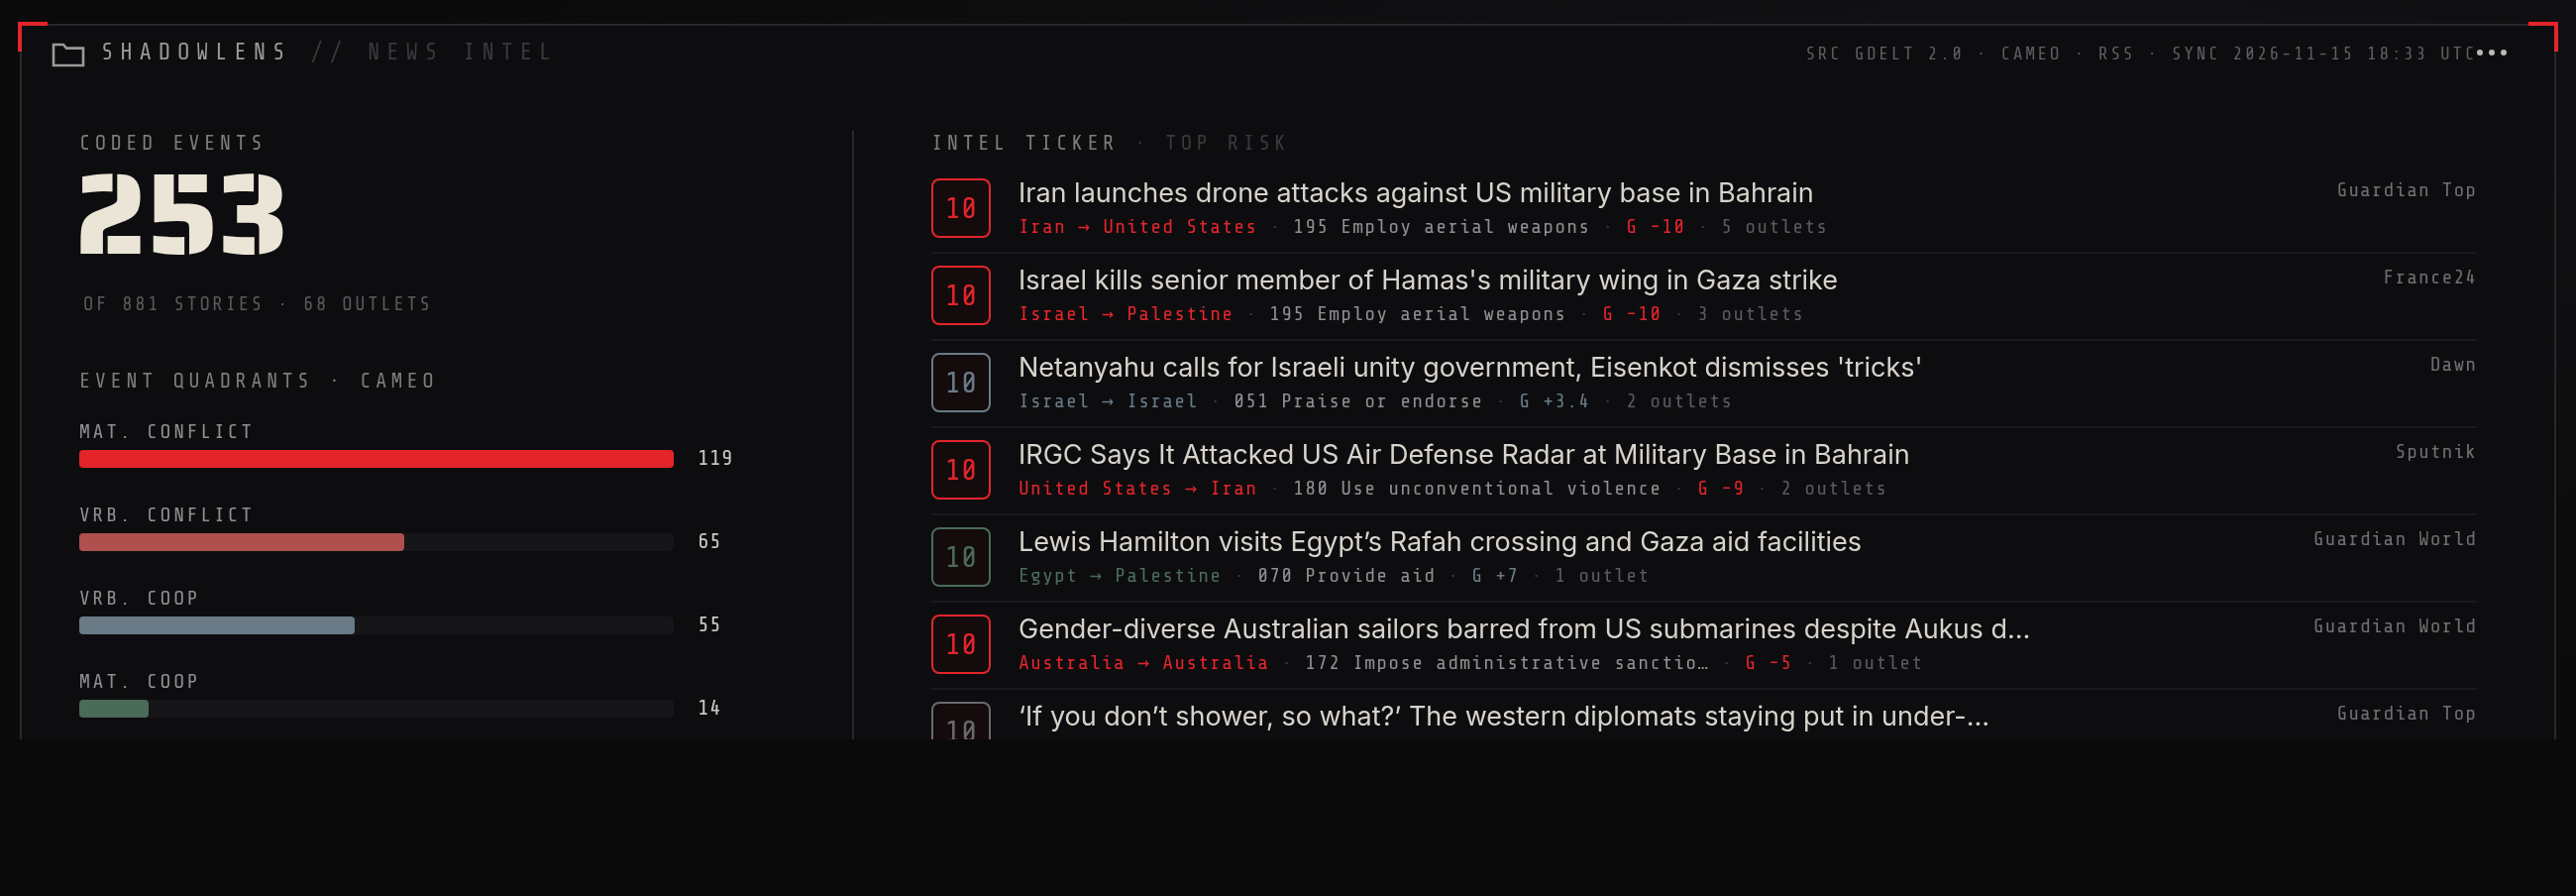 SHADOWLENS // NEWS INTEL
SRC GDELT 2.0 · CAMEO · RSS · SYNC 2026-11-15 18:33 UTC
CODED EVENTS
253
OF 881 STORIES · 68 OUTLETS
EVENT QUADRANTS · CAMEO
MAT. CONFLICT
119
VRB. CONFLICT
65
VRB. COOP
55
MAT. COOP
14
INTEL TICKER · TOP RISK
10 Iran launches drone attacks against US military base in Bahrain Guardian Top
Iran → United States · 195 Employ aerial weapons · G -10 · 5 outlets
10 Israel kills senior member of Hamas's military wing in Gaza strike France24
Israel → Palestine · 195 Employ aerial weapons · G -10 · 3 outlets
10 Netanyahu calls for Israeli unity government, Eisenkot dismisses 'tricks' Dawn
Israel → Israel · 051 Praise or endorse · G +3.4 · 2 outlets
10 IRGC Says It Attacked US Air Defense Radar at Military Base in Bahrain Sputnik
United States → Iran · 180 Use unconventional violence · G -9 · 2 outlets
10 Lewis Hamilton visits Egypt’s Rafah crossing and Gaza aid facilities Guardian World
Egypt → Palestine · 070 Provide aid · G +7 · 1 outlet
10 Gender-diverse Australian sailors barred from US submarines despite Aukus d… Guardian World
Australia → Australia · 172 Impose administrative sanctio… · G -5 · 1 outlet
10 ‘If you don’t shower, so what?’ The western diplomats staying put in under-… Guardian Top